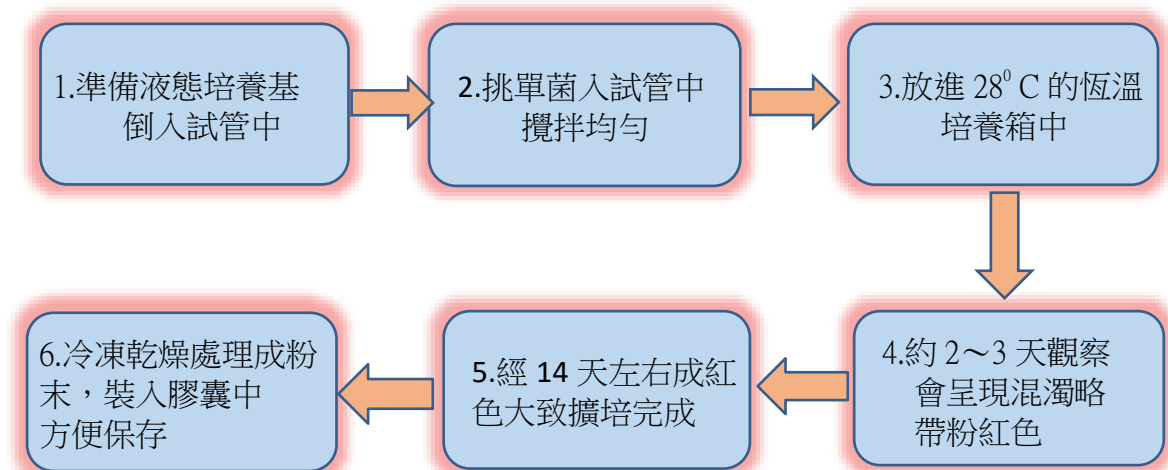 1.準備液態培養基
倒入試管中
2.挑單菌入試管中
攪拌均勻
3.放進 28⁰ C 的恆溫
培養箱中
4.約 2～3 天觀察
會呈現混濁略
帶粉紅色
5.經 14 天左右成紅
色大致擴培完成
6.冷凍乾燥處理成粉
末，裝入膠囊中
方便保存